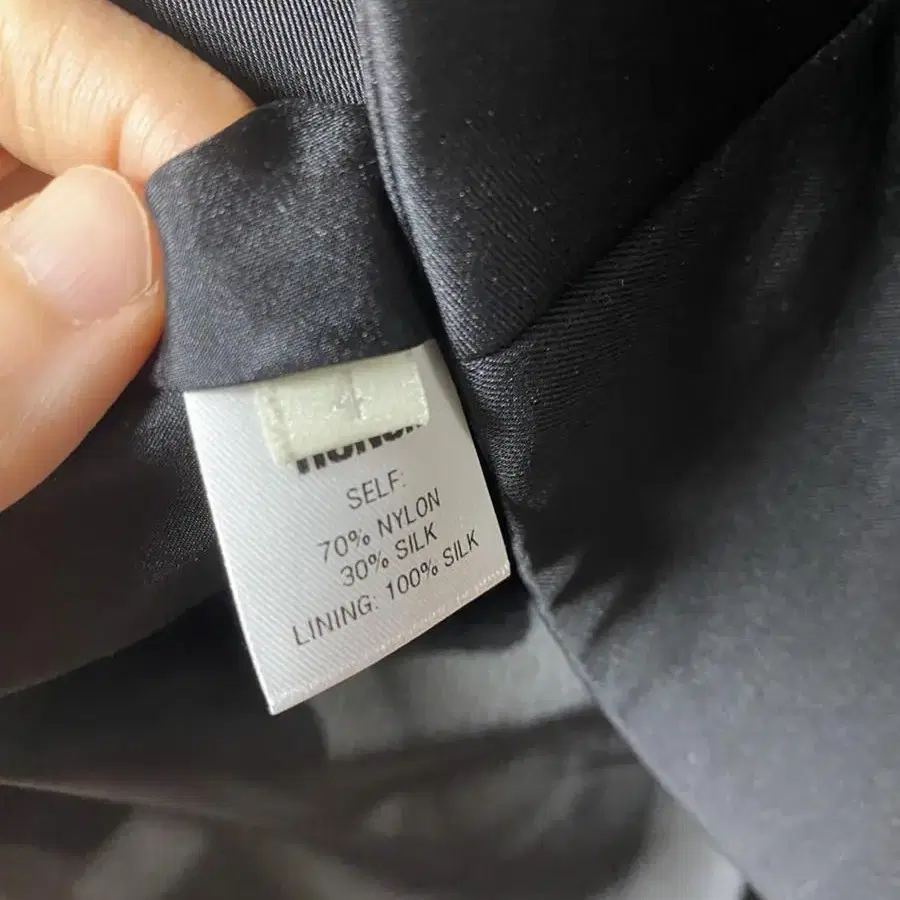 SELF:
70% NYLON
30% SILK
LINING: 100% SILK